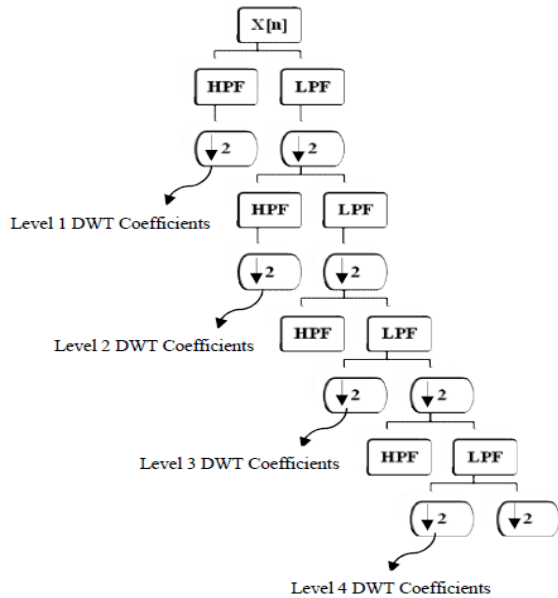 X[n]
HPF LPF
↓2 ↓2
Level 1 DWT Coefficients
HPF LPF
↓2 ↓2
Level 2 DWT Coefficients
HPF LPF
↓2 ↓2
Level 3 DWT Coefficients
HPF LPF
↓2 ↓2
Level 4 DWT Coefficients